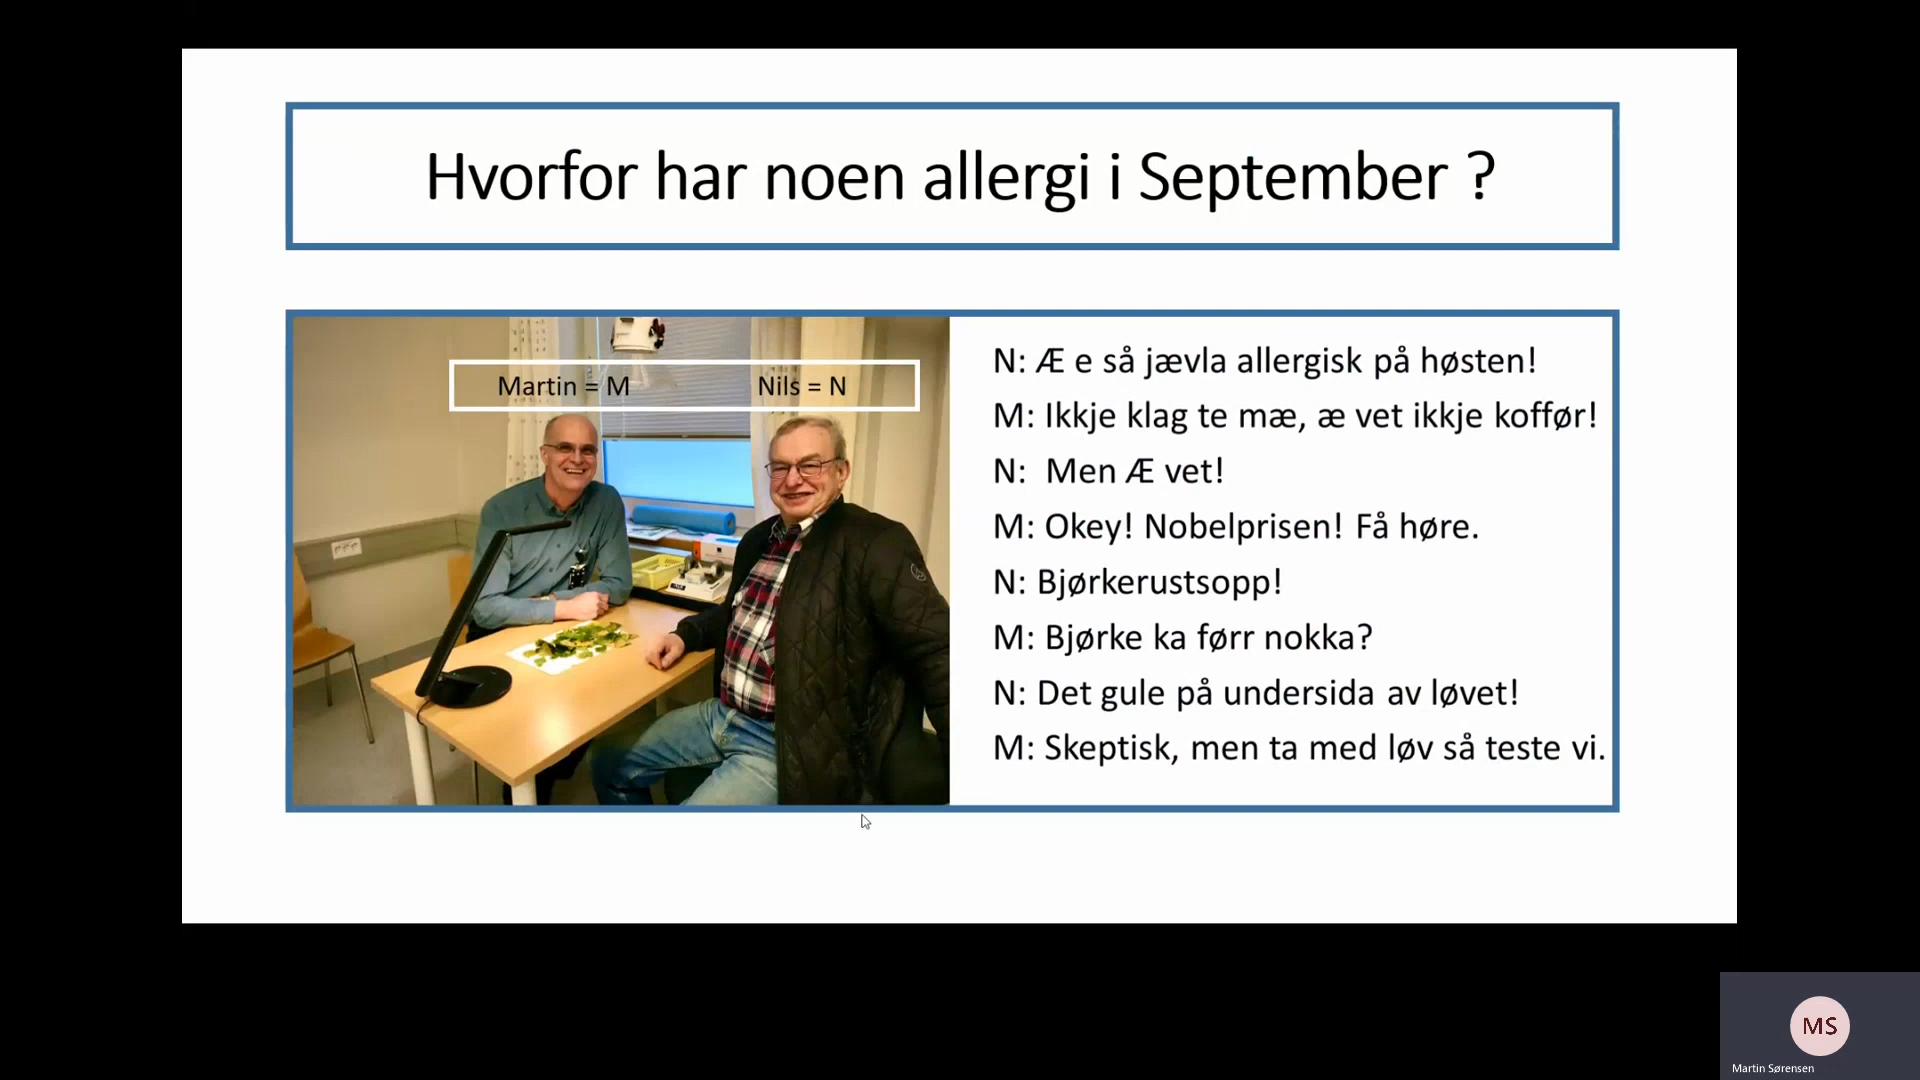 Hvorfor har noen allergi i September ?
Martin = M Nils = N
N: Æ e så jævla allergisk på høsten!
M: Ikkje klag te mæ, æ vet ikkje koffør!
N: Men Æ vet!
M: Okey! Nobelprisen! Få høre.
N: Bjørkerustsopp!
M: Bjørke ka førr nokka?
N: Det gule på undersida av løvet!
M: Skeptisk, men ta med løv så teste vi.
MS
Martin Sørensen